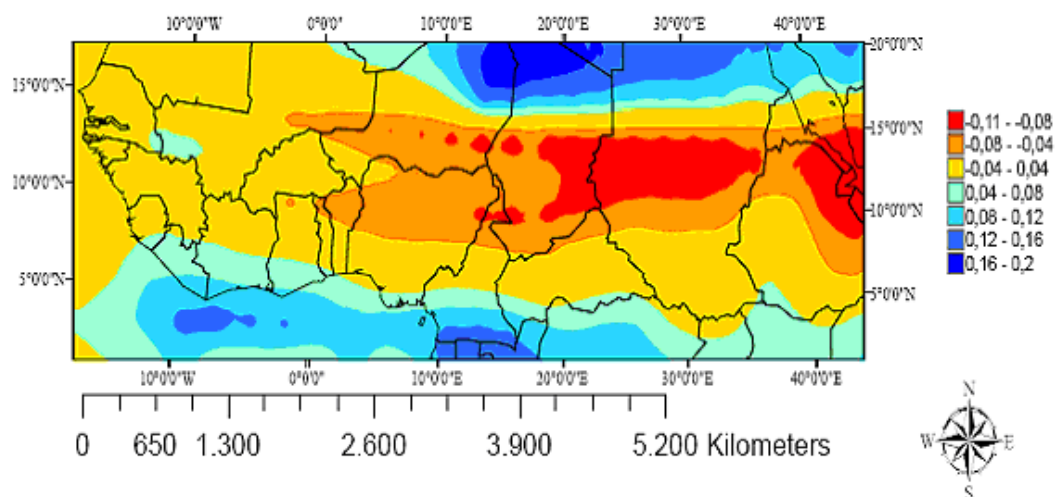 10°0'0"W 0°0'0" 10°0'0"E 20°0'0"E 30°0'0"E 40°0'0"E
20°0'0"N
15°0'0"N
15°0'0"N
10°0'0"N
10°0'0"N
5°0'0"N
5°0'0"N
-0,11 - -0,08
-0,08 - -0,04
-0,04 - 0,04
0,04 - 0,08
0,08 - 0,12
0,12 - 0,16
0,16 - 0,2
10°0'0"W 0°0'0" 10°0'0"E 20°0'0"E 30°0'0"E 40°0'0"E
0 650 1.300 2.600 3.900 5.200 Kilometers
N
W E
S